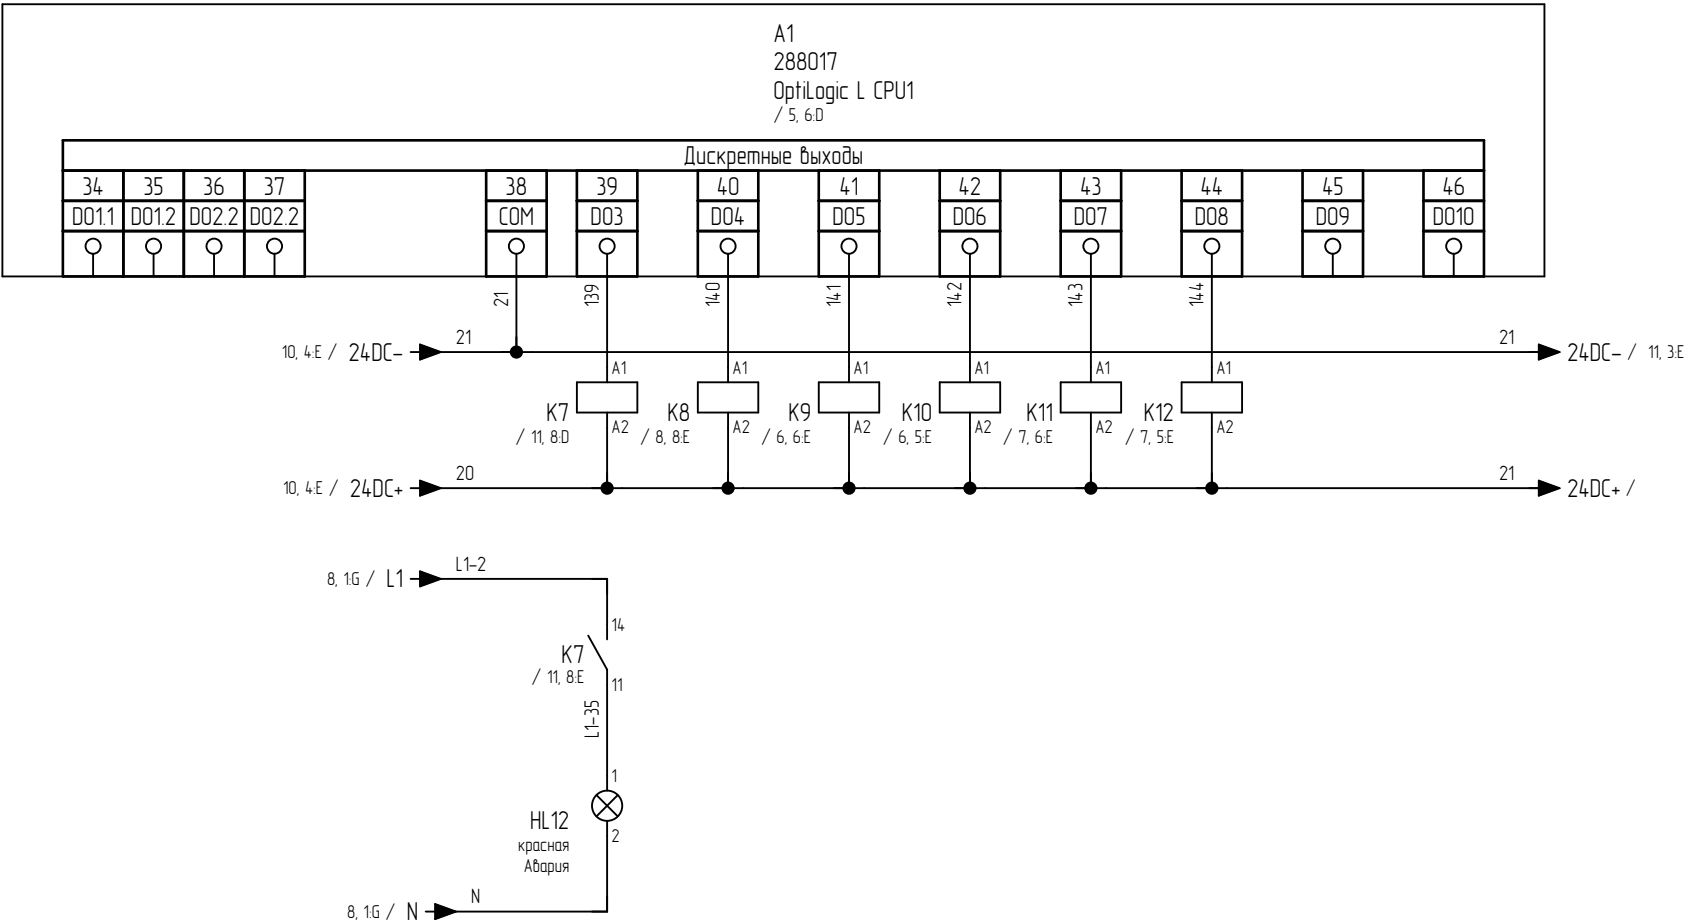 A1
288017
OptiLogic L CPU1
/ 5, 6:D
Дискретные выходы
34 35 36 37 38 39 40 41 42 43 44 45 46
DO1.1 DO1.2 DO2.2 DO2.2 COM DO3 DO4 DO5 DO6 DO7 DO8 DO9 DO10
21 139 140 141 142 143 144
10, 4:E / 24DC- 21 21 24DC- / 11, 3:E
A1 A1 A1 A1 A1 A1
K7 K8 K9 K10 K11 K12
/ 11, 8:D / 8, 8:E / 6, 6:E / 6, 5:E / 7, 6:E / 7, 5:E
A2 A2 A2 A2 A2 A2
10, 4:E / 24DC+ 20 21 24DC+ /
8, 1:G / L1 L1-2
14
K7
/ 11, 8:E
11
L1-35
1
HL12
2
красная
Авария
8, 1:G / N N